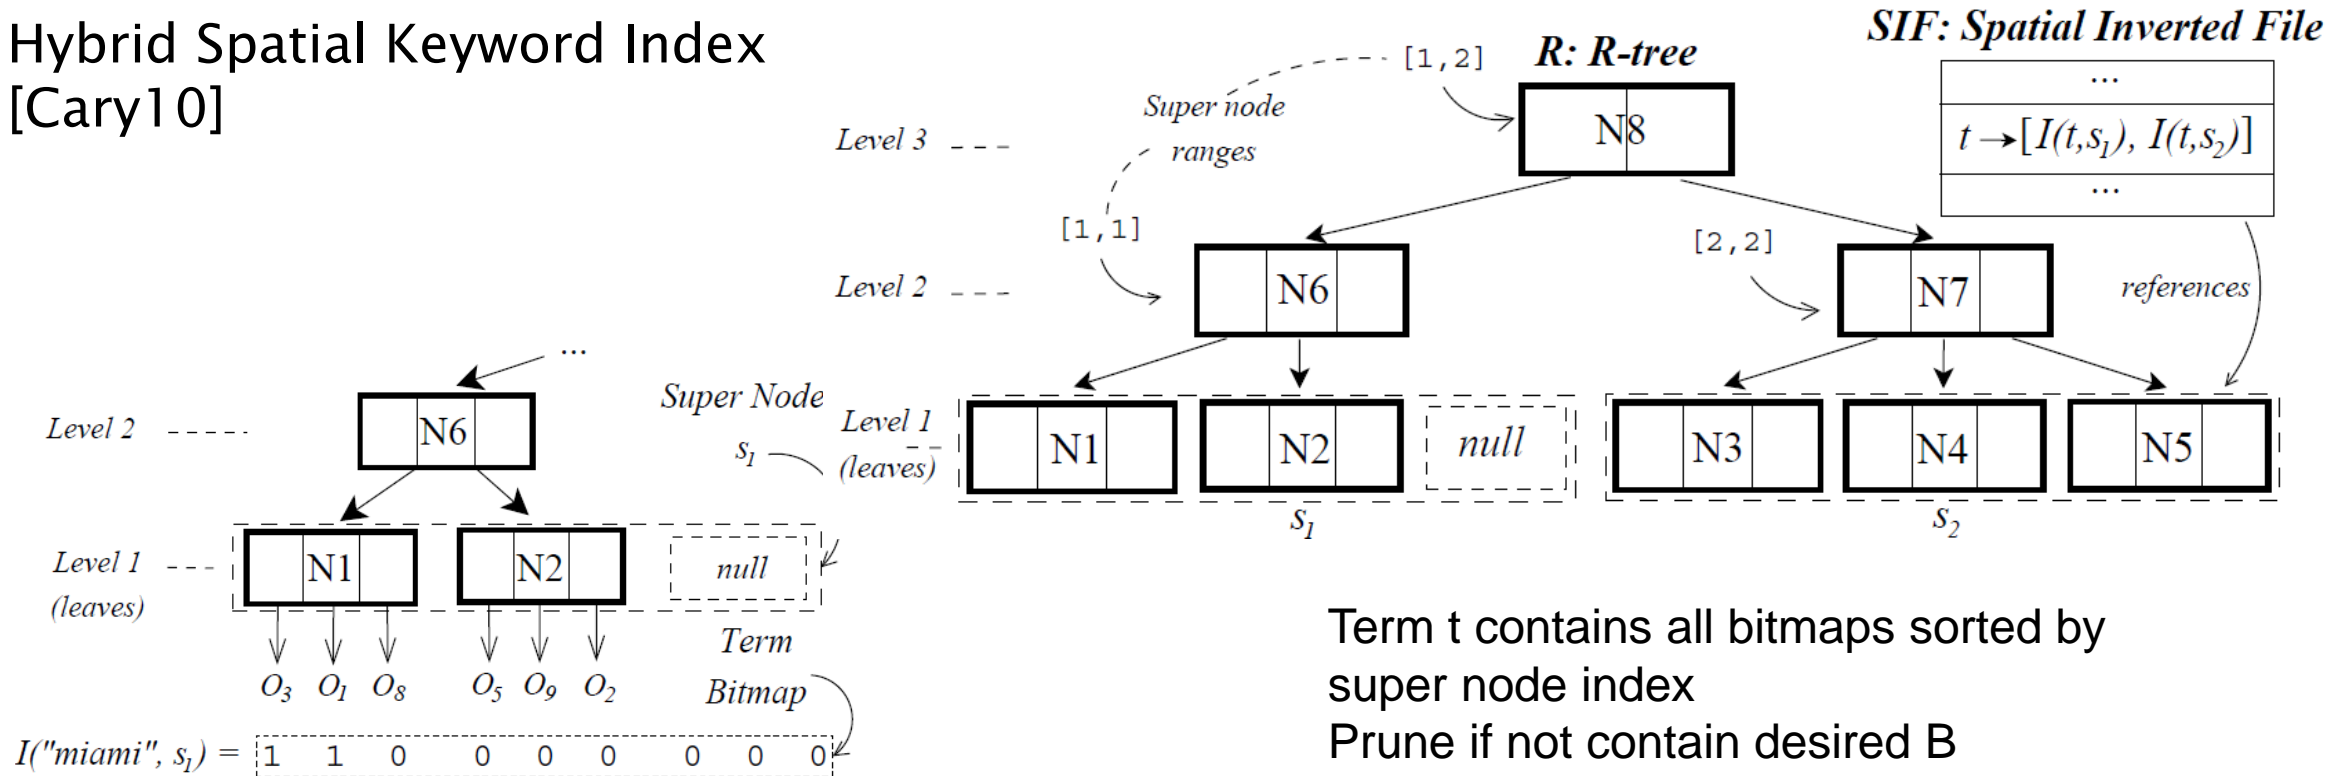 Hybrid Spatial Keyword Index
[Cary10]
SIF: Spatial Inverted File
...
t →[I(t,s₁), I(t,s₂)]
...
references
R: R-tree
[1,2]
Super node
ranges
Level 3
N8
[1,1]
[2,2]
Level 2
N6
N7
Level 1
(leaves)
N1
N2
null
N3
N4
N5
s₁
s₂
...
Level 2
N6
Super Node
s₁
Level 1
(leaves)
N1
N2
null
O₃ O₁ O₈ O₅ O₉ O₂
Term
Bitmap
I("miami", s₁) = 1 1 0 0 0 0 0 0 0
Term t contains all bitmaps sorted by
super node index
Prune if not contain desired B